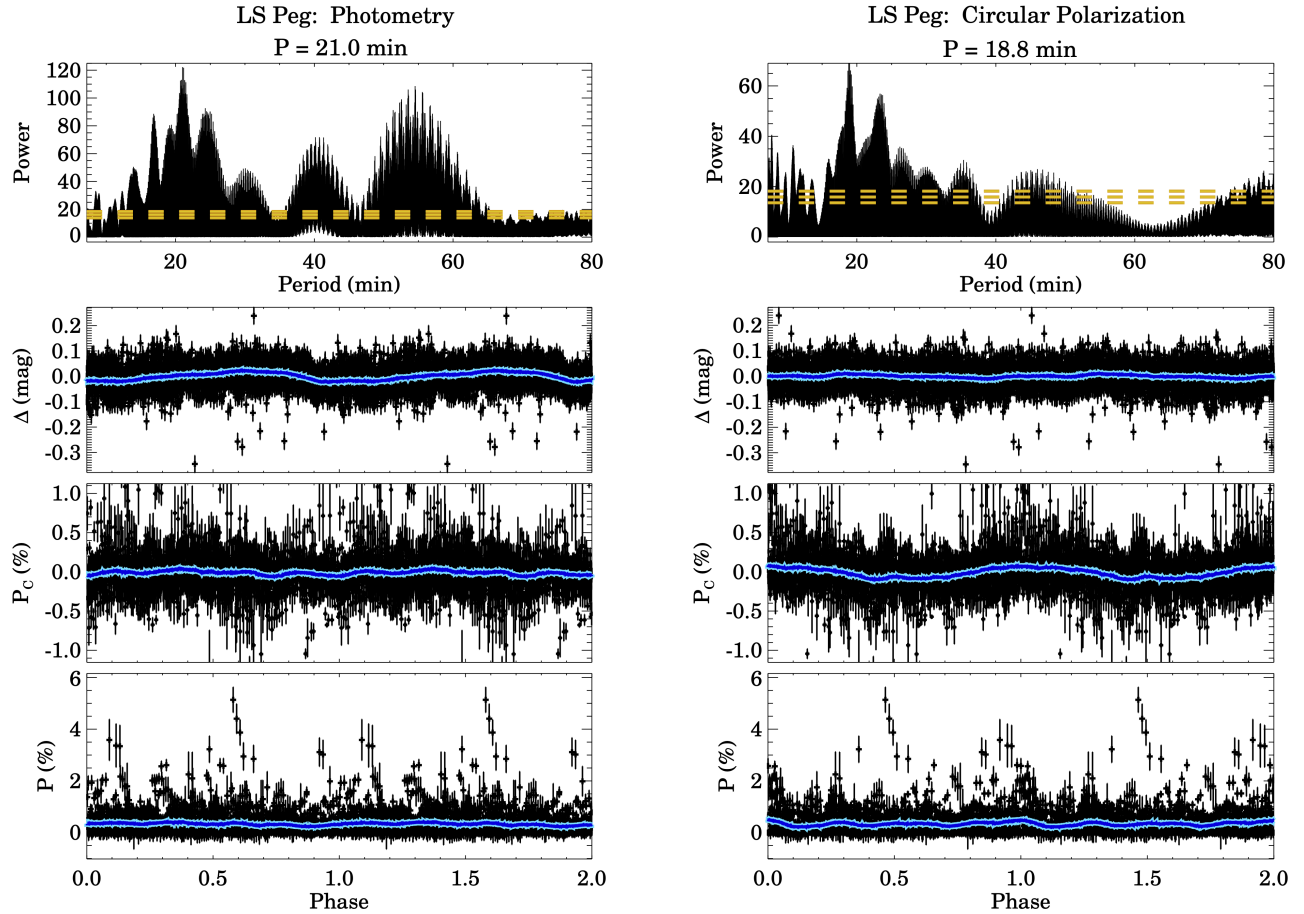 LS Peg: Photometry
P = 21.0 min
120
100
80
60
40
20
0
Power
20 40 60 80
Period (min)
0.2
0.1
0.0
-0.1
-0.2
-0.3
Δ (mag)
1.0
0.5
0.0
-0.5
-1.0
P_C (%)
6
4
2
0
P (%)
0.0 0.5 1.0 1.5 2.0
Phase
LS Peg: Circular Polarization
P = 18.8 min
60
40
20
0
Power
20 40 60 80
Period (min)
0.2
0.1
0.0
-0.1
-0.2
-0.3
Δ (mag)
1.0
0.5
0.0
-0.5
-1.0
P_C (%)
6
4
2
0
P (%)
0.0 0.5 1.0 1.5 2.0
Phase